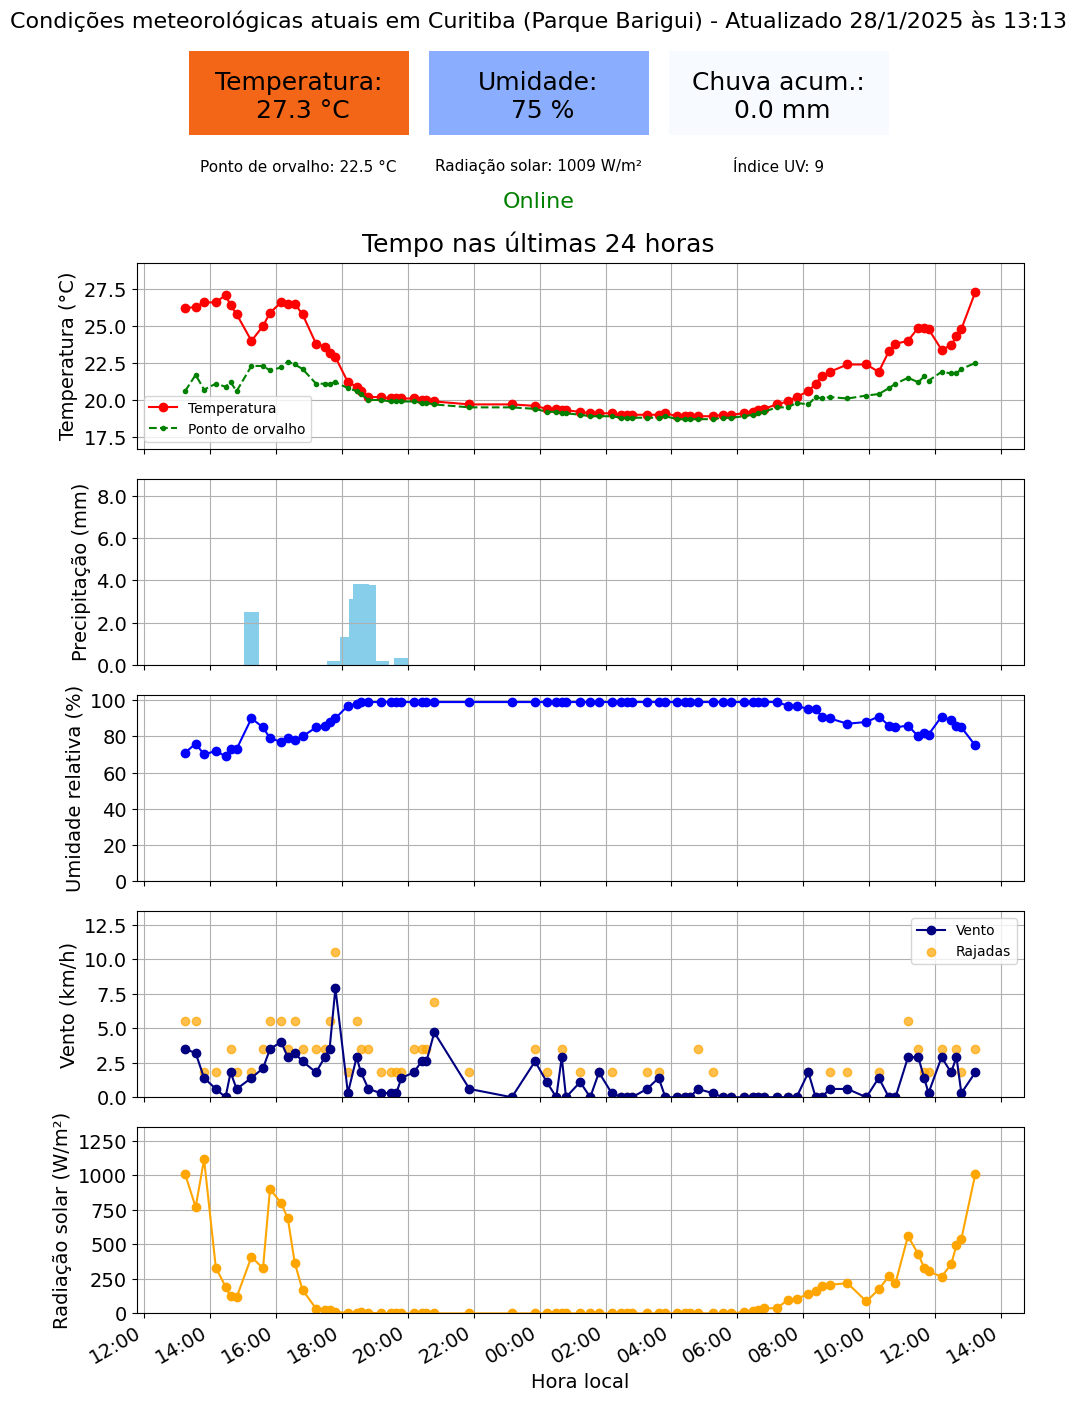 Condições meteorológicas atuais em Curitiba (Parque Barigui) - Atualizado 28/1/2025 às 13:13
Temperatura:
27.3 °C
Umidade:
75 %
Chuva acum.:
0.0 mm
Ponto de orvalho: 22.5 °C
Radiação solar: 1009 W/m²
Índice UV: 9
Online
Tempo nas últimas 24 horas
Temperatura (°C)
27.5
25.0
22.5
20.0
17.5
Temperatura
Ponto de orvalho
Precipitação (mm)
8.0
6.0
4.0
2.0
0.0
Umidade relativa (%)
100
80
60
40
20
0
Vento (km/h)
12.5
10.0
7.5
5.0
2.5
0.0
Vento
Rajadas
Radiação solar (W/m²)
1250
1000
750
500
250
0
12:00
14:00
16:00
18:00
20:00
22:00
00:00
02:00
04:00
06:00
08:00
10:00
12:00
14:00
Hora local